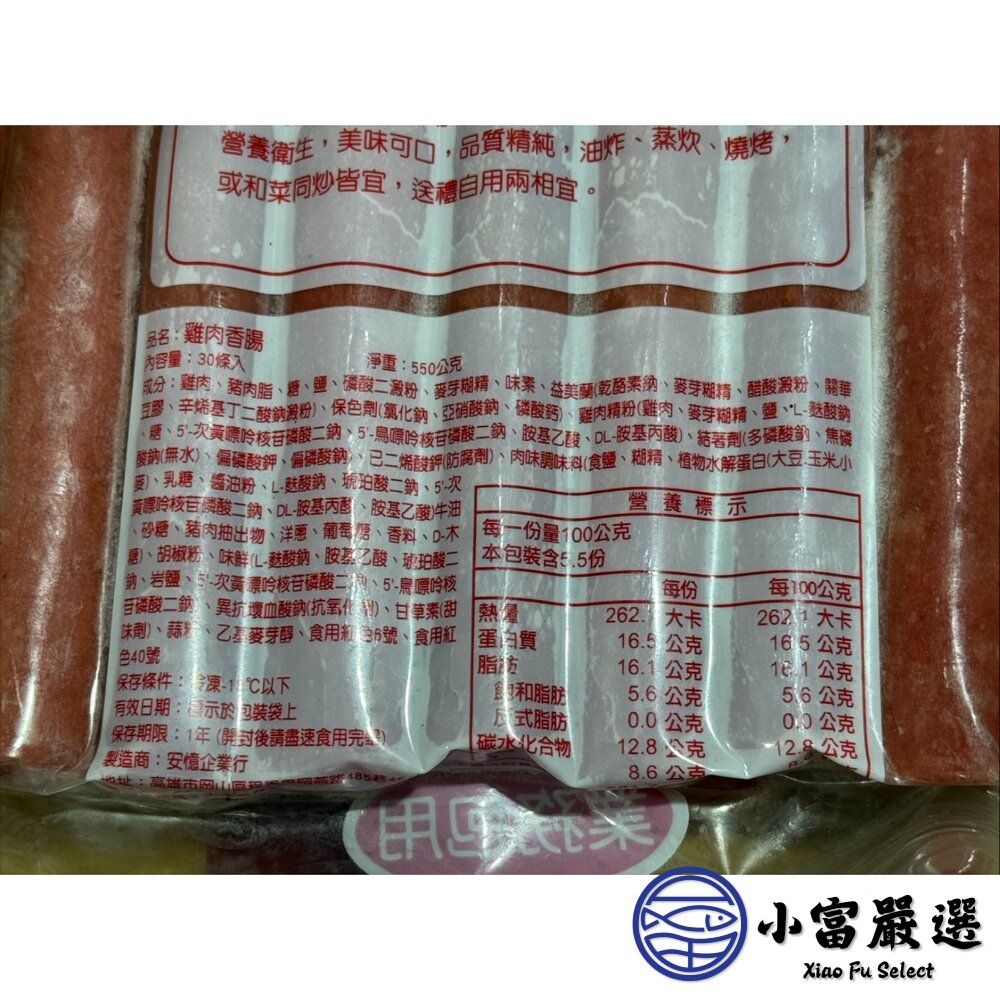 營養衛生，美味可口，品質精純，油炸、蒸炊、燒烤，
或和菜同炒皆宜，送禮自用兩相宜。
品名：雞肉香腸
內容量：30條入 淨重：550公克
成分：雞肉、豬肉脂、糖、鹽、磷酸二澱粉、麥芽糊精、味素、益美蘭(乾酪素鈉、麥芽糊精、醋酸澱粉、關華
豆膠、辛烯基丁二酸鈉澱粉)、保色劑(氯化鈉、亞硝酸鈉、磷酸鈣)、雞肉精粉(雞肉、麥芽糊精、鹽、L-麩酸鈉
、糖、5'-次黃嘌呤核苷磷酸二鈉、5'-鳥嘌呤核苷磷酸二鈉、胺基乙酸、DL-胺基丙酸)、結著劑(多磷酸鈉、焦磷
酸鈉(無水)、偏磷酸鉀、偏磷酸鈉)、己二烯酸鉀(防腐劑)、肉味調味料(食鹽、糊精、植物水解蛋白(大豆.玉米.小
麥)、乳糖、醬油粉、L-麩酸鈉、琥珀酸二鈉、5'-次
黃嘌呤核苷磷酸二鈉、DL-胺基丙酸、胺基乙酸)牛油
、砂糖、豬肉抽出物、洋蔥、葡萄糖、香料、D-木
糖)、胡椒粉、味鮮(L-麩酸鈉、胺基乙酸、琥珀酸二
鈉、岩鹽、5'-次黃嘌呤核苷磷酸二鈉、5'-鳥嘌呤核
苷磷酸二鈉)、異抗壞血酸鈉(抗氧化劑)、甘草素(甜
味劑)、蒜粉、乙基麥芽醇、食用紅色6號、食用紅
色40號
保存條件：冷凍-18℃以下
有效日期：標示於包裝袋上
保存期限：1年(開封後請盡速食用完畢)
製造商：安憶企業行
地址：高雄市岡山區
營養標示
每一份量100公克
本包裝含5.5份
每份 每100公克
熱量 262.1 大卡 262.1 大卡
蛋白質 16.5 公克 16.5 公克
脂肪 16.1 公克 16.1 公克
飽和脂肪 5.6 公克 5.6 公克
反式脂肪 0.0 公克 0.0 公克
碳水化合物 12.8 公克 12.8 公克
8.6 公克 公克
業務包用
小富嚴選
Xiao Fu Select